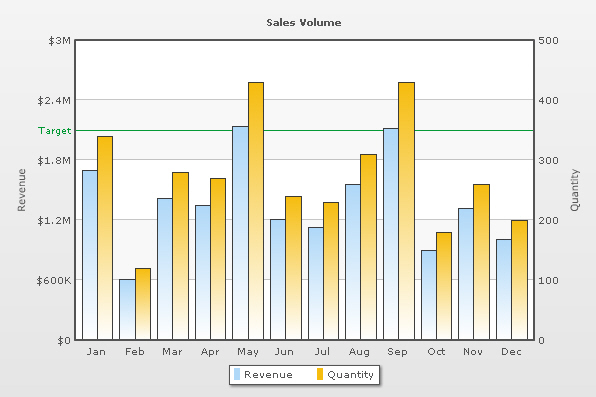 Sales Volume
$3M 500
$2.4M 400
Target
$1.8M 300
Revenue Quantity
$1.2M 200
$600K 100
$0 0
Jan Feb Mar Apr May Jun Jul Aug Sep Oct Nov Dec
Revenue Quantity